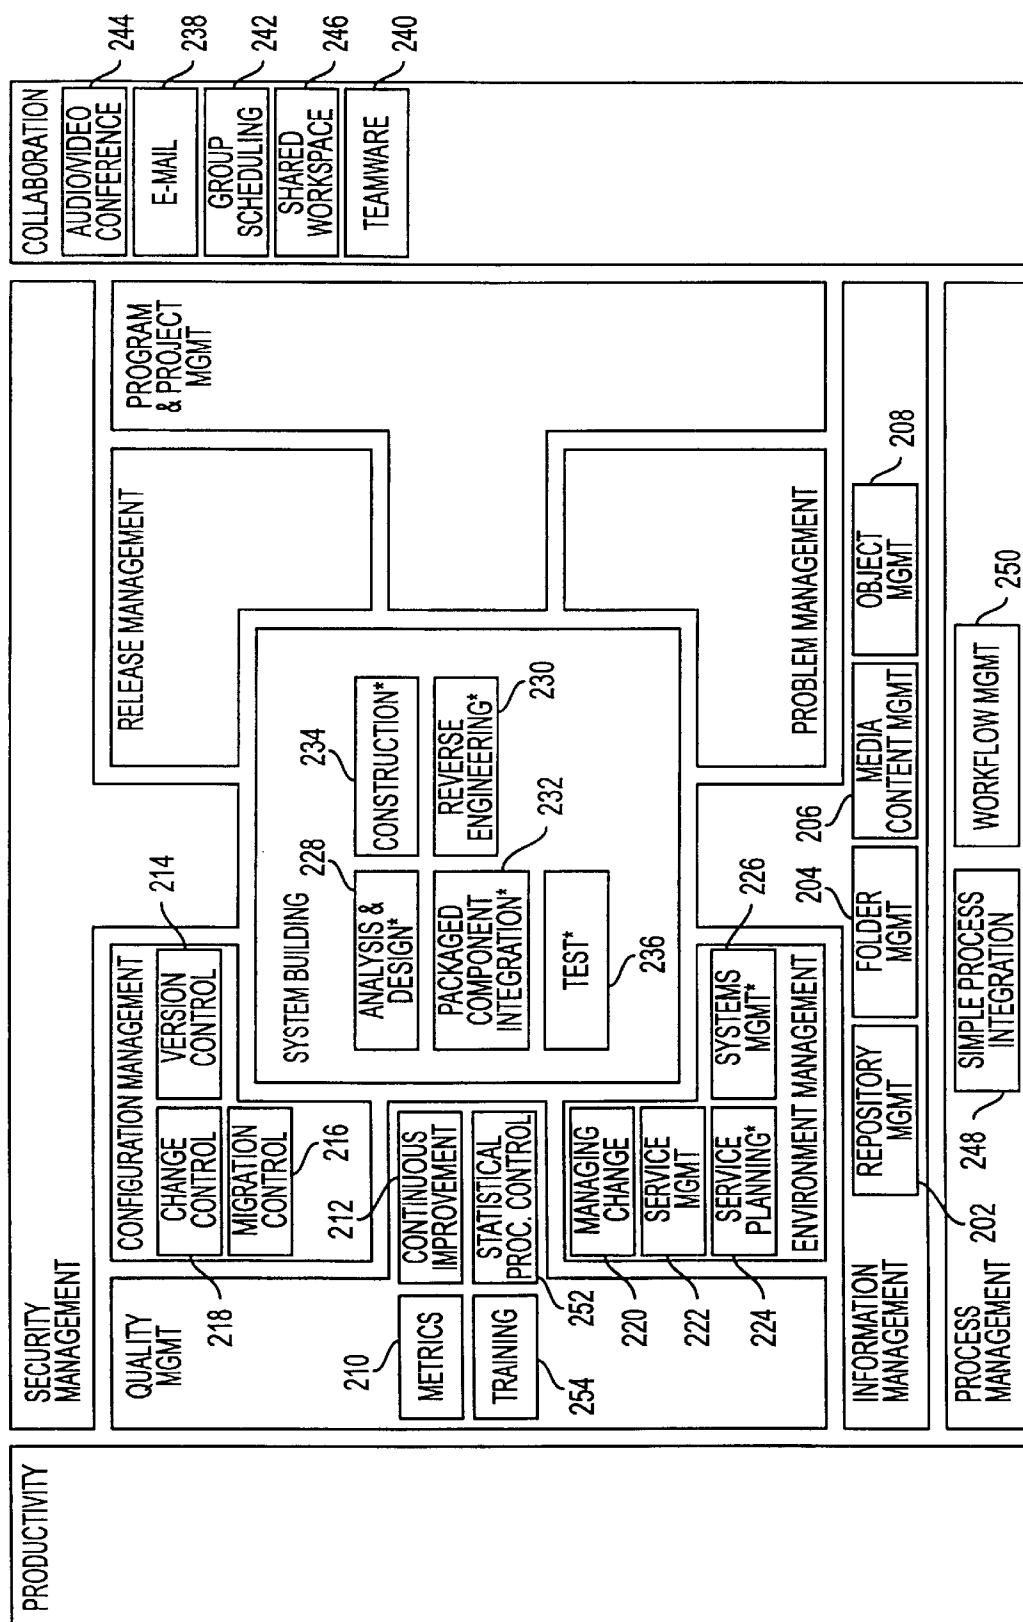 PRODUCTIVITY
SECURITY
MANAGEMENT
QUALITY
MGMT
METRICS
210
TRAINING
254
CONTINUOUS
IMPROVEMENT
212
STATISTICAL
PROC. CONTROL
252
CONFIGURATION MANAGEMENT
CHANGE
CONTROL
218
VERSION
CONTROL
214
MIGRATION
CONTROL
216
MANAGING
CHANGE
220
SERVICE
MGMT
222
SERVICE
PLANNING*
224
SYSTEMS
MGMT*
226
ENVIRONMENT MANAGEMENT
SYSTEM BUILDING
ANALYSIS &
DESIGN*
228
CONSTRUCTION*
234
PACKAGED
COMPONENT
INTEGRATION*
232
REVERSE
ENGINEERING*
230
TEST*
236
RELEASE MANAGEMENT
PROBLEM MANAGEMENT
PROGRAM
& PROJECT
MGMT
INFORMATION
MANAGEMENT
REPOSITORY
MGMT
202
FOLDER
MGMT
204
MEDIA
CONTENT MGMT
206
OBJECT
MGMT
208
PROCESS
MANAGEMENT
SIMPLE PROCESS
INTEGRATION
248
WORKFLOW MGMT
250
COLLABORATION
AUDIO/VIDEO
CONFERENCE
244
E-MAIL
238
GROUP
SCHEDULING
242
SHARED
WORKSPACE
246
TEAMWARE
240